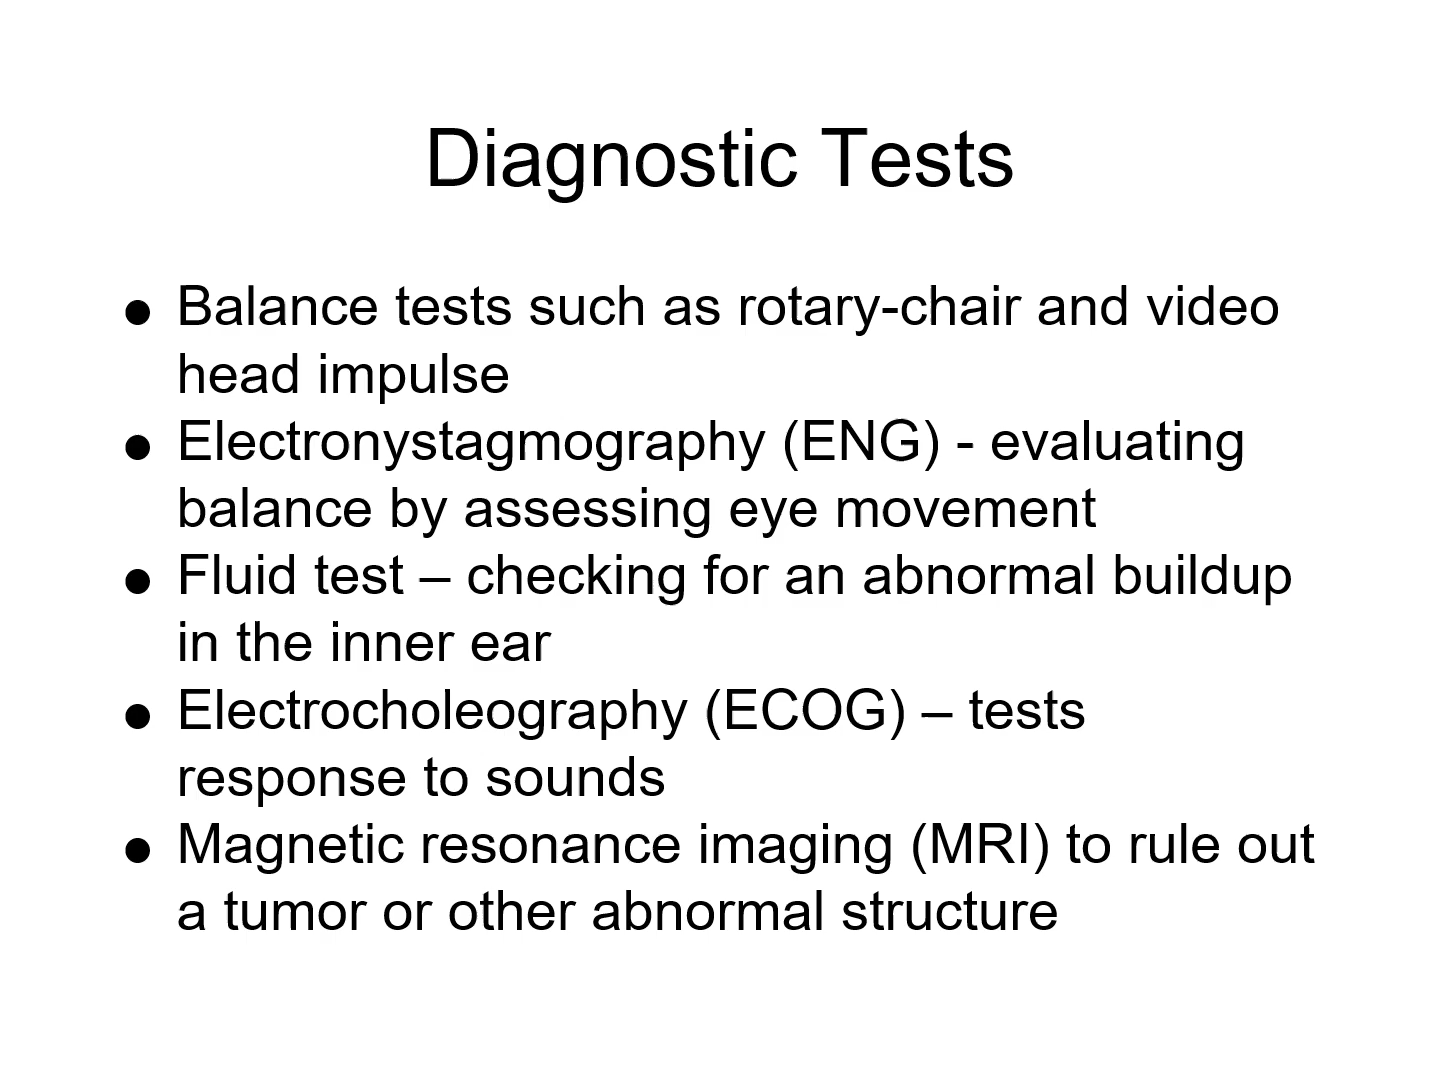 Diagnostic Tests
● Balance tests such as rotary-chair and video
head impulse
● Electronystagmography (ENG) - evaluating
balance by assessing eye movement
● Fluid test – checking for an abnormal buildup
in the inner ear
● Electrocholeography (ECOG) – tests
response to sounds
● Magnetic resonance imaging (MRI) to rule out
a tumor or other abnormal structure